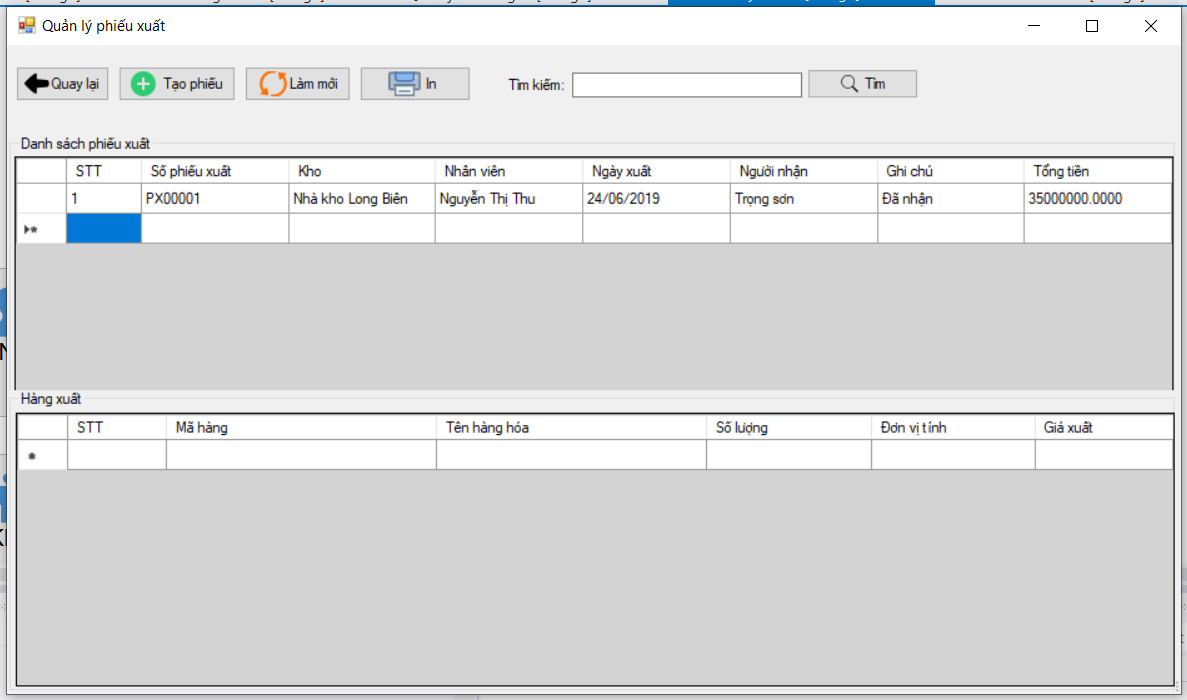 Quản lý phiếu xuất
Quay lại Tạo phiếu Làm mới In Tìm kiếm: Tìm
Danh sách phiếu xuất
STT Số phiếu xuất Kho Nhân viên Ngày xuất Người nhận Ghi chú Tổng tiền
1 PX00001 Nhà kho Long Biên Nguyễn Thị Thu 24/06/2019 Trọng sơn Đã nhận 35000000.0000
Hàng xuất
STT Mã hàng Tên hàng hóa Số lượng Đơn vị tính Giá xuất